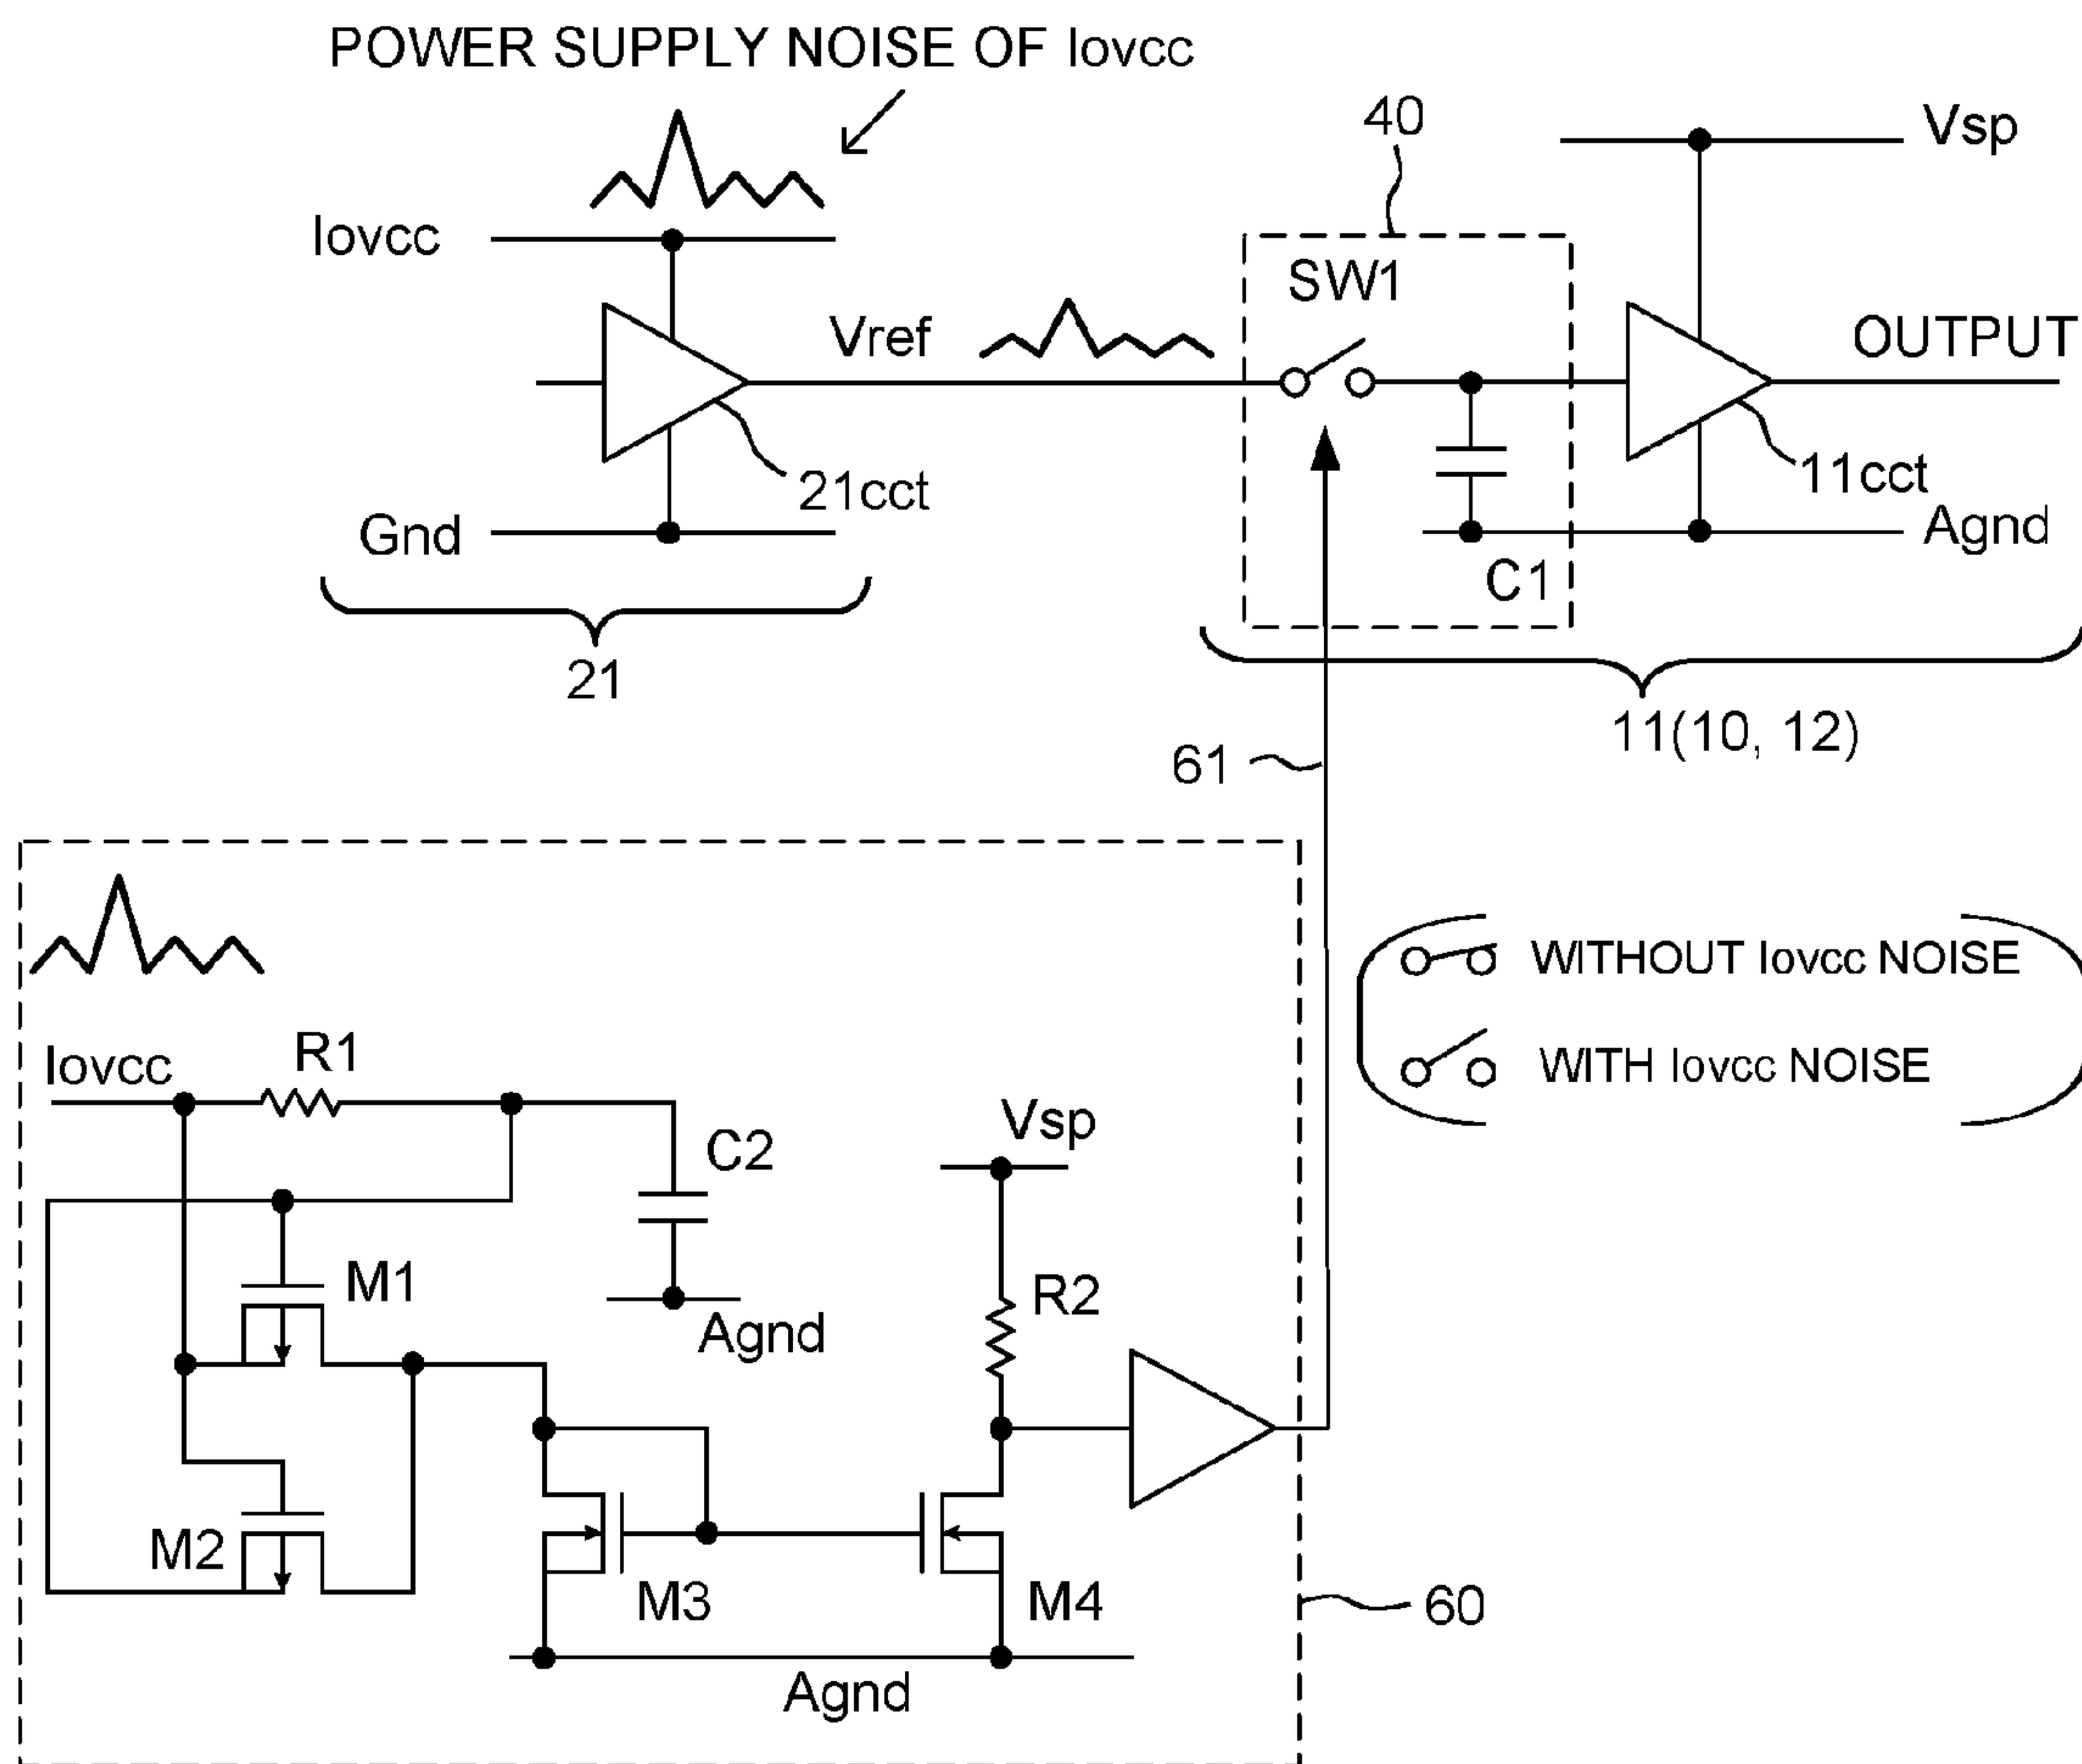 POWER SUPPLY NOISE OF Iovcc
40
Vsp
Iovcc
SW1
Vref
OUTPUT
21cct
11cct
Gnd
Agnd
C1
21
11(10, 12)
61
WITHOUT Iovcc NOISE
WITH Iovcc NOISE
Iovcc
R1
C2
Vsp
M1
Agnd
R2
M2
M3
M4
60
Agnd